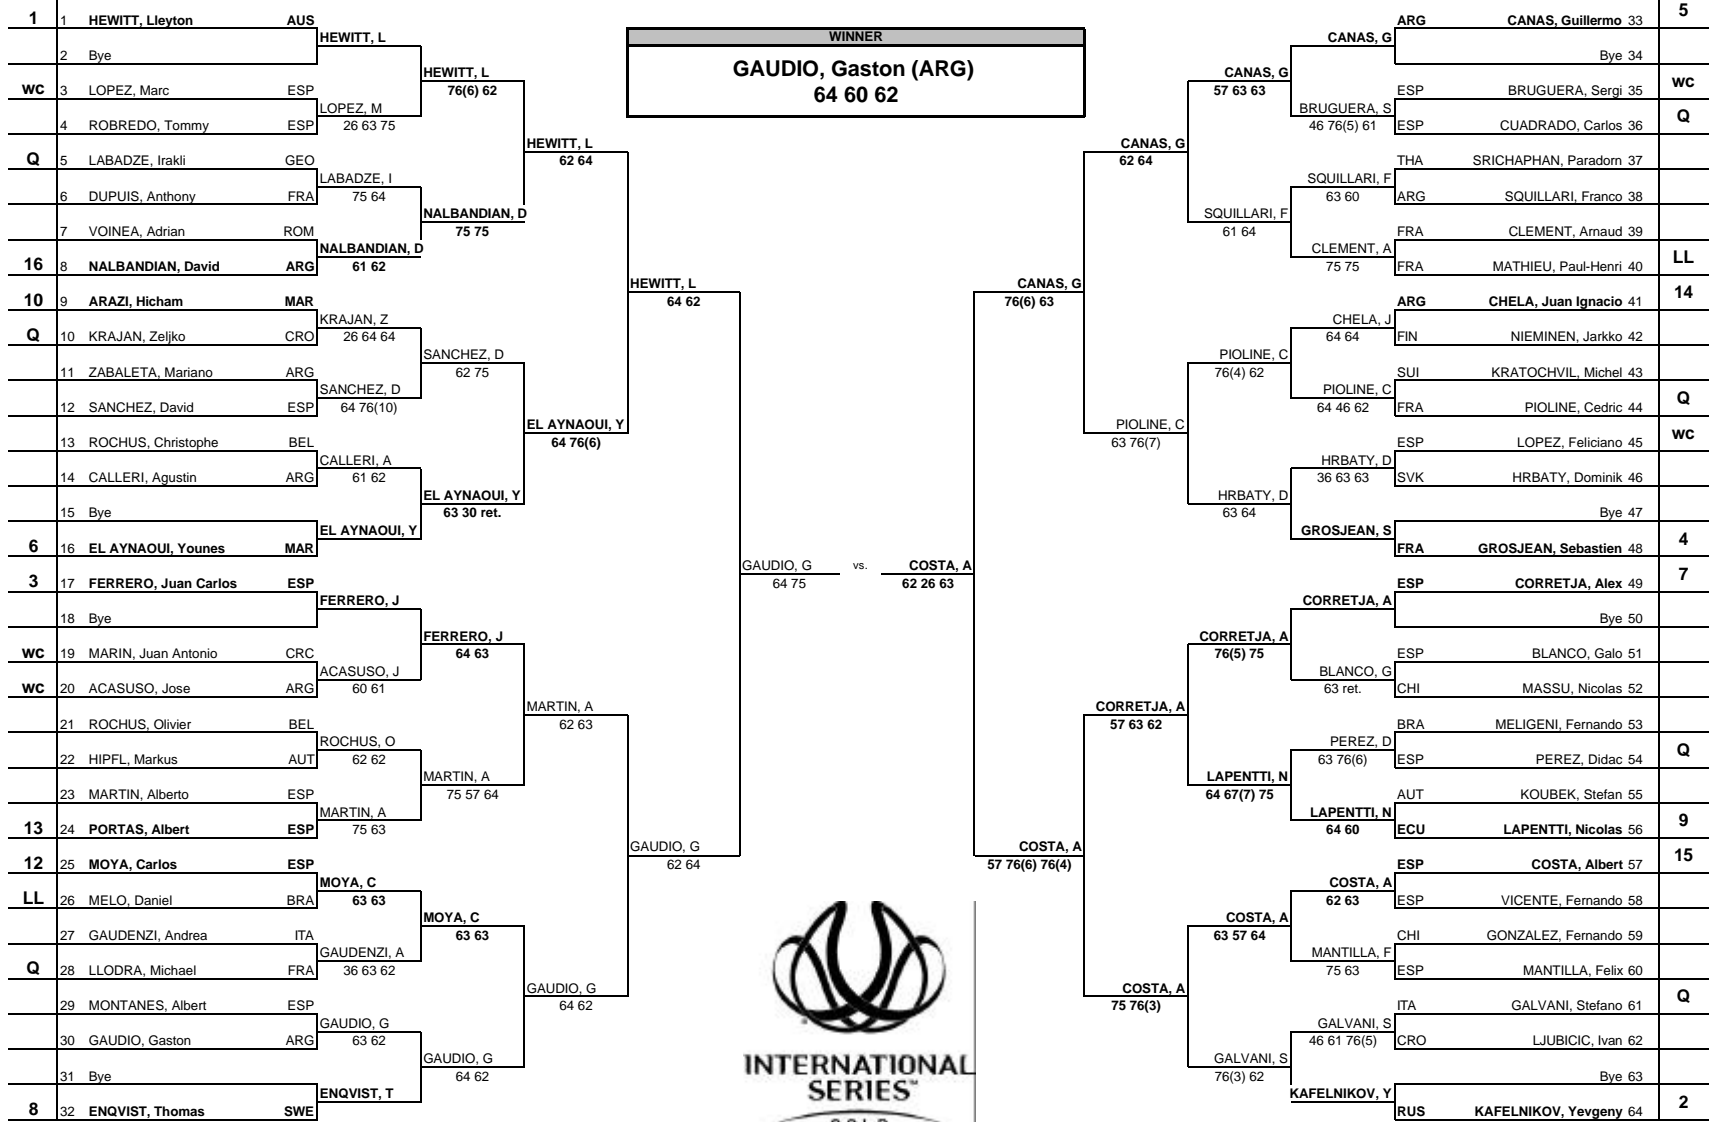 1 1 HEWITT, Lleyton AUS
2 Bye
WC 3 LOPEZ, Marc ESP
4 ROBREDO, Tommy ESP
Q 5 LABADZE, Irakli GEO
6 DUPUIS, Anthony FRA
7 VOINEA, Adrian ROM
16 8 NALBANDIAN, David ARG
10 9 ARAZI, Hicham MAR
Q 10 KRAJAN, Zeljko CRO
11 ZABALETA, Mariano ARG
12 SANCHEZ, David ESP
13 ROCHUS, Christophe BEL
14 CALLERI, Agustin ARG
15 Bye
6 16 EL AYNAOUI, Younes MAR
3 17 FERRERO, Juan Carlos ESP
18 Bye
WC 19 MARIN, Juan Antonio CRC
WC 20 ACASUSO, Jose ARG
21 ROCHUS, Olivier BEL
22 HIPFL, Markus AUT
23 MARTIN, Alberto ESP
13 24 PORTAS, Albert ESP
12 25 MOYA, Carlos ESP
LL 26 MELO, Daniel BRA
27 GAUDENZI, Andrea ITA
Q 28 LLODRA, Michael FRA
29 MONTANES, Albert ESP
30 GAUDIO, Gaston ARG
31 Bye
8 32 ENQVIST, Thomas SWE
HEWITT, L
LOPEZ, M
26 63 75
LABADZE, I
75 64
NALBANDIAN, D
61 62
KRAJAN, Z
26 64 64
SANCHEZ, D
64 76(10)
CALLERI, A
61 62
EL AYNAOUI, Y
FERRERO, J
ACASUSO, J
60 61
ROCHUS, O
62 62
MARTIN, A
75 63
MOYA, C
63 63
GAUDENZI, A
36 63 62
GAUDIO, G
63 62
ENQVIST, T
HEWITT, L
76(6) 62
NALBANDIAN, D
75 75
SANCHEZ, D
62 75
EL AYNAOUI, Y
63 30 ret.
FERRERO, J
64 63
MARTIN, A
75 57 64
MOYA, C
63 63
GAUDIO, G
64 62
HEWITT, L
62 64
EL AYNAOUI, Y
64 76(6)
MARTIN, A
62 63
GAUDIO, G
64 62
HEWITT, L
64 62
GAUDIO, G
62 64
GAUDIO, G
64 75
vs.
COSTA, A
62 26 63
WINNER
GAUDIO, Gaston (ARG)
64 60 62
CANAS, G
76(6) 63
COSTA, A
57 76(6) 76(4)
CANAS, G
62 64
PIOLINE, C
63 76(7)
CORRETJA, A
57 63 62
COSTA, A
75 76(3)
CANAS, G
57 63 63
SQUILLARI, F
61 64
PIOLINE, C
76(4) 62
HRBATY, D
63 64
CORRETJA, A
76(5) 75
LAPENTTI, N
64 67(7) 75
COSTA, A
63 57 64
GALVANI, S
76(3) 62
CANAS, G
BRUGUERA, S
46 76(5) 61
SQUILLARI, F
63 60
CLEMENT, A
75 75
CHELA, J
64 64
PIOLINE, C
64 46 62
HRBATY, D
36 63 63
GROSJEAN, S
CORRETJA, A
BLANCO, G
63 ret.
PEREZ, D
63 76(6)
LAPENTTI, N
64 60
COSTA, A
62 63
MANTILLA, F
75 63
GALVANI, S
46 61 76(5)
KAFELNIKOV, Y
ARG CANAS, Guillermo 33 5
Bye 34
ESP BRUGUERA, Sergi 35 WC
ESP CUADRADO, Carlos 36 Q
THA SRICHAPHAN, Paradorn 37
ARG SQUILLARI, Franco 38
FRA CLEMENT, Arnaud 39
FRA MATHIEU, Paul-Henri 40 LL
ARG CHELA, Juan Ignacio 41 14
FIN NIEMINEN, Jarkko 42
SUI KRATOCHVIL, Michel 43
FRA PIOLINE, Cedric 44 Q
ESP LOPEZ, Feliciano 45 WC
SVK HRBATY, Dominik 46
Bye 47
FRA GROSJEAN, Sebastien 48 4
ESP CORRETJA, Alex 49 7
Bye 50
ESP BLANCO, Galo 51
CHI MASSU, Nicolas 52
BRA MELIGENI, Fernando 53
ESP PEREZ, Didac 54 Q
AUT KOUBEK, Stefan 55
ECU LAPENTTI, Nicolas 56 9
ESP COSTA, Albert 57 15
ESP VICENTE, Fernando 58
CHI GONZALEZ, Fernando 59
ESP MANTILLA, Felix 60
ITA GALVANI, Stefano 61 Q
CRO LJUBICIC, Ivan 62
Bye 63
RUS KAFELNIKOV, Yevgeny 64 2
INTERNATIONAL
SERIES™